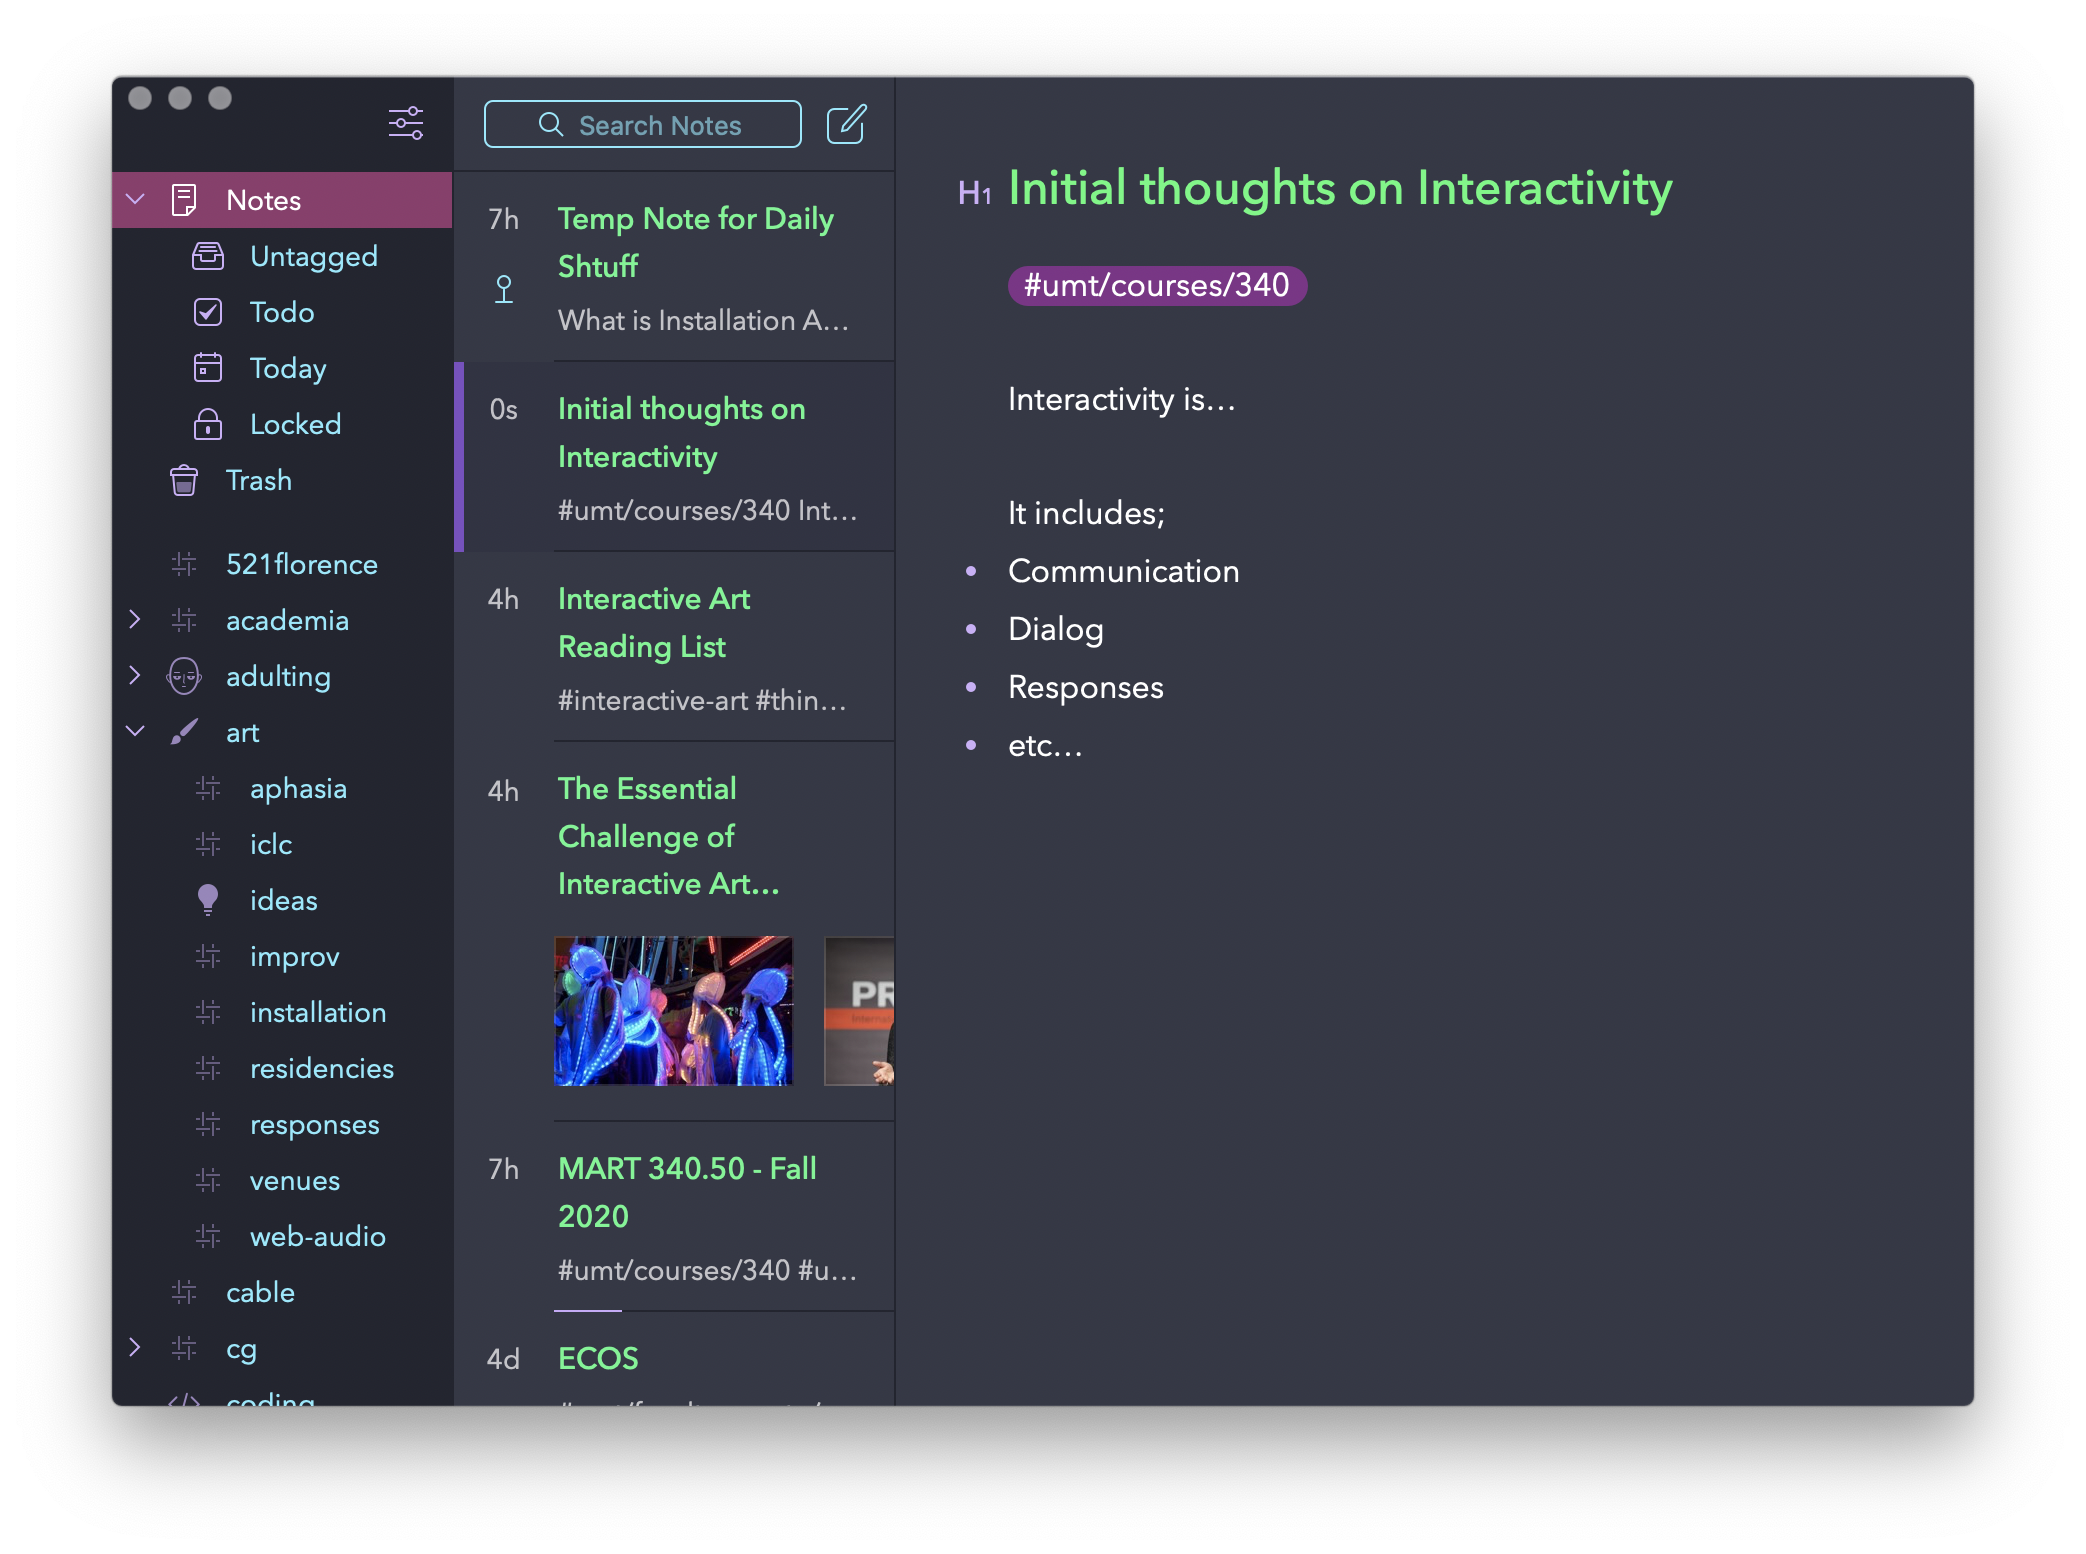 Notes
Untagged
Todo
Today
Locked
Trash
521florence
academia
adulting
art
aphasia
iclc
ideas
improv
installation
residencies
responses
venues
web-audio
cable
cg
coding
Search Notes
7h
Temp Note for Daily
Shtuff
What is Installation A…
0s
Initial thoughts on
Interactivity
#umt/courses/340 Int…
4h
Interactive Art
Reading List
#interactive-art #thin…
4h
The Essential
Challenge of
Interactive Art…
PR
7h
MART 340.50 - Fall
2020
#umt/courses/340 #u…
4d
ECOS
H1 Initial thoughts on Interactivity
#umt/courses/340
Interactivity is…
It includes;
• Communication
• Dialog
• Responses
• etc…